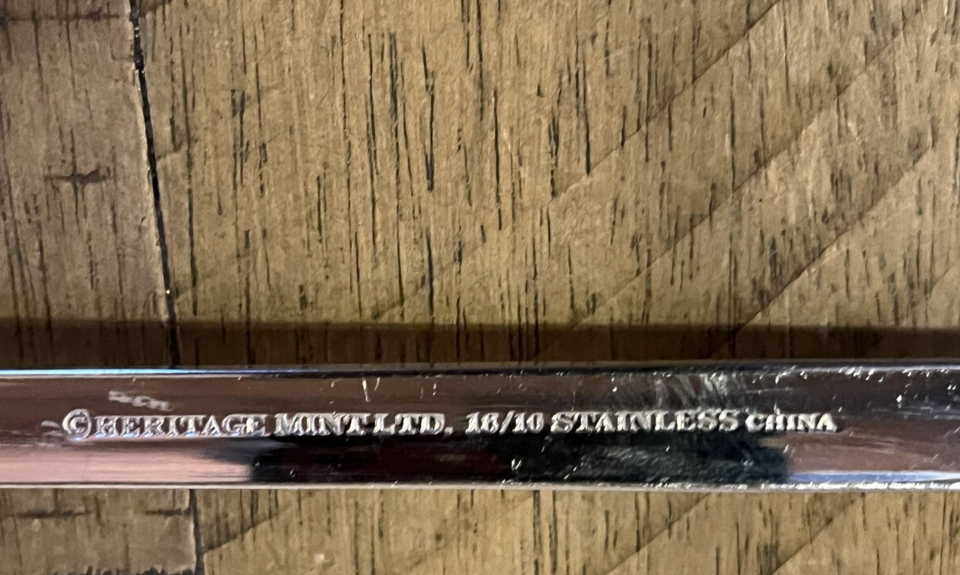 ©HERITAGE MINT LTD. 18/10 STAINLESS CHINA